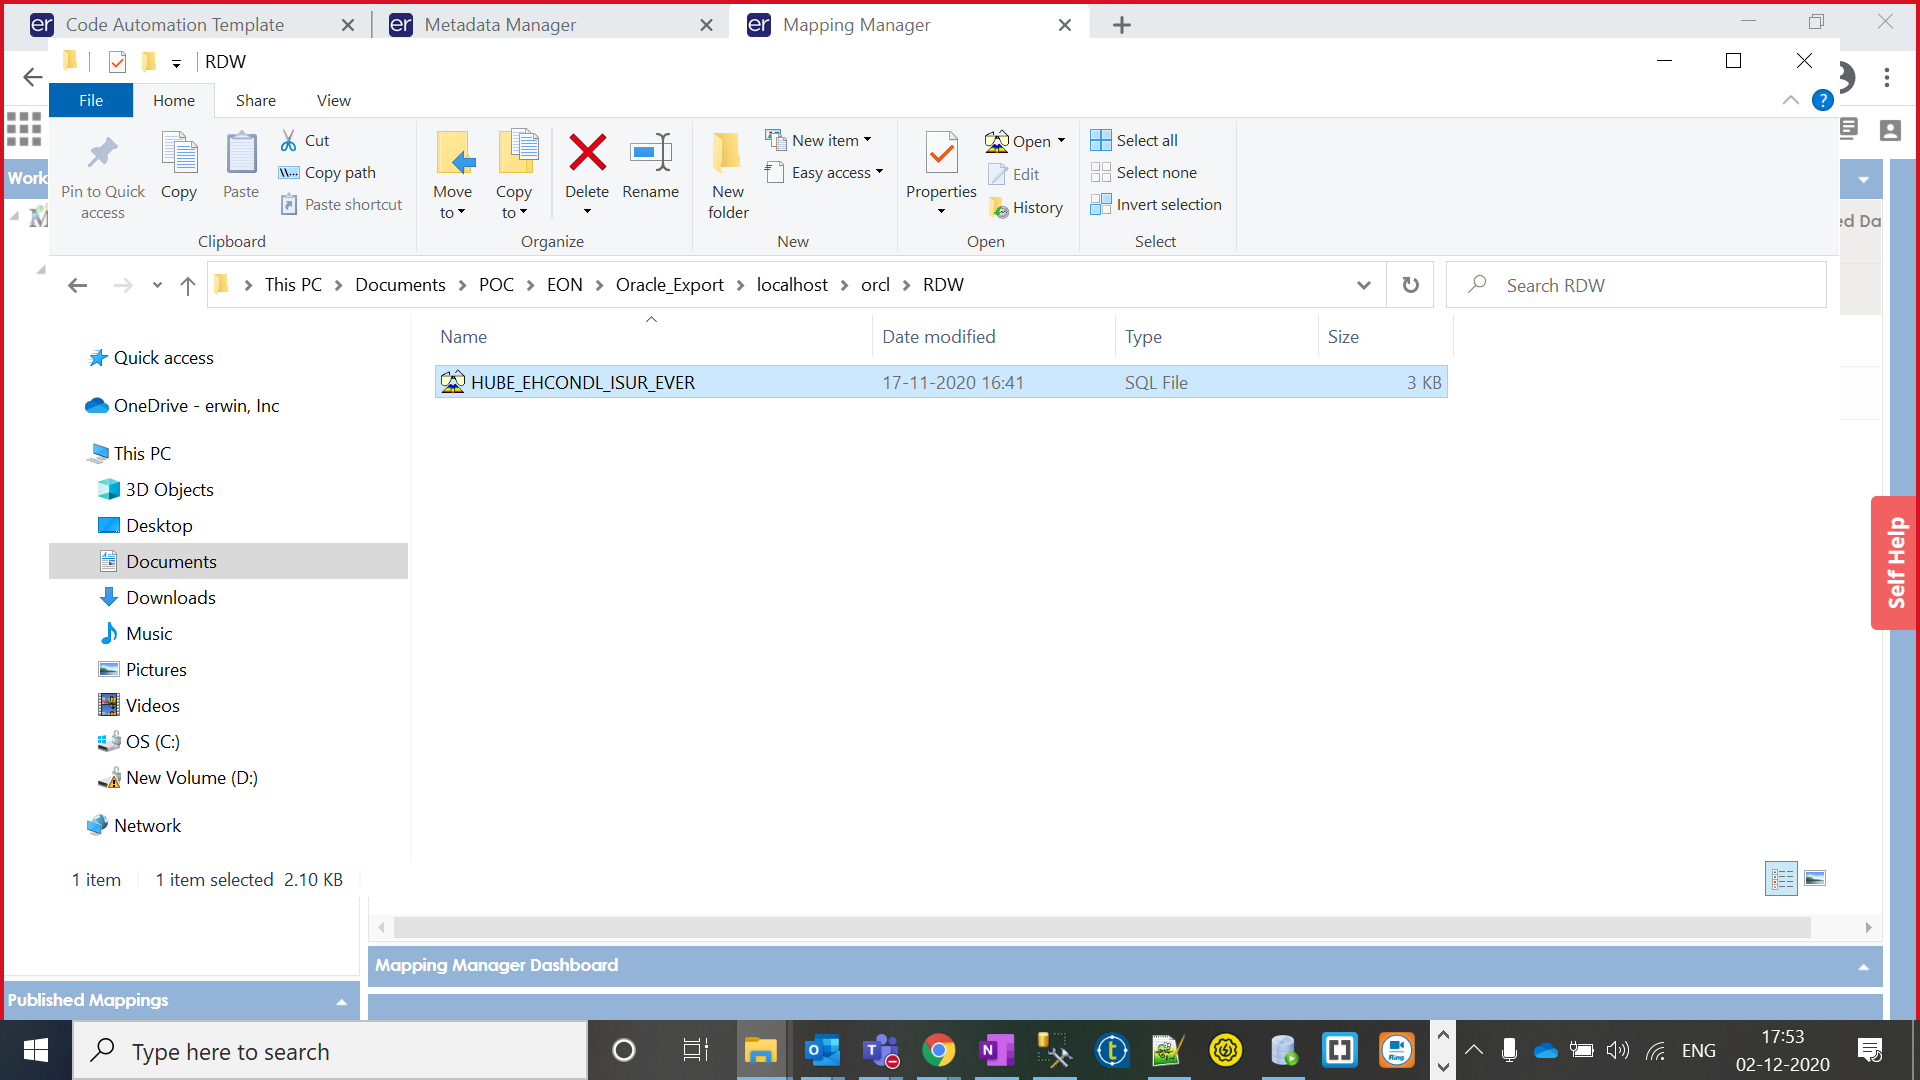 er Code Automation Template
er Metadata Manager
er Mapping Manager
RDW
File
Home
Share
View
?
Pin to Quick access
Copy
Paste
Cut
Copy path
Paste shortcut
Clipboard
Move to
Copy to
Delete
Rename
Organize
New folder
New item
Easy access
New
Properties
Open
Edit
History
Open
Select all
Select none
Invert selection
Select
Work
ed Da
This PC
Documents
POC
EON
Oracle_Export
localhost
orcl
RDW
Search RDW
Name
Date modified
Type
Size
HUBE_EHCONDL_ISUR_EVER
17-11-2020 16:41
SQL File
3 KB
Quick access
OneDrive - erwin, Inc
This PC
3D Objects
Desktop
Documents
Downloads
Music
Pictures
Videos
OS (C:)
New Volume (D:)
Network
Self Help
1 item
1 item selected 2.10 KB
Mapping Manager Dashboard
Published Mappings
Type here to search
ENG
17:53
02-12-2020